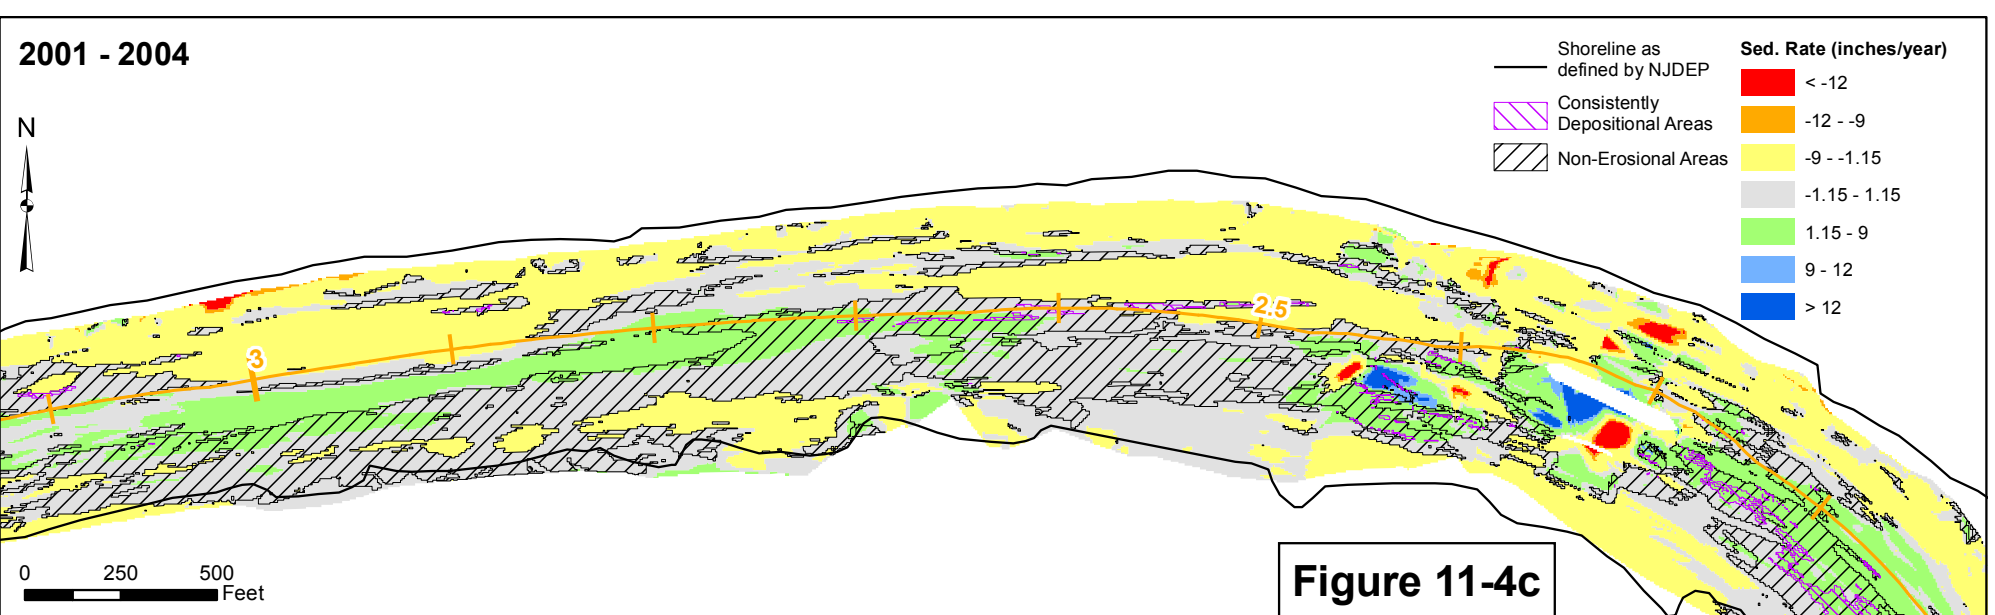 2001 - 2004
N
Shoreline as
defined by NJDEP
Consistently
Depositional Areas
Non-Erosional Areas
Sed. Rate (inches/year)
< -12
-12 - -9
-9 - -1.15
-1.15 - 1.15
1.15 - 9
9 - 12
> 12
3
2.5
0 250 500
Feet
Figure 11-4c